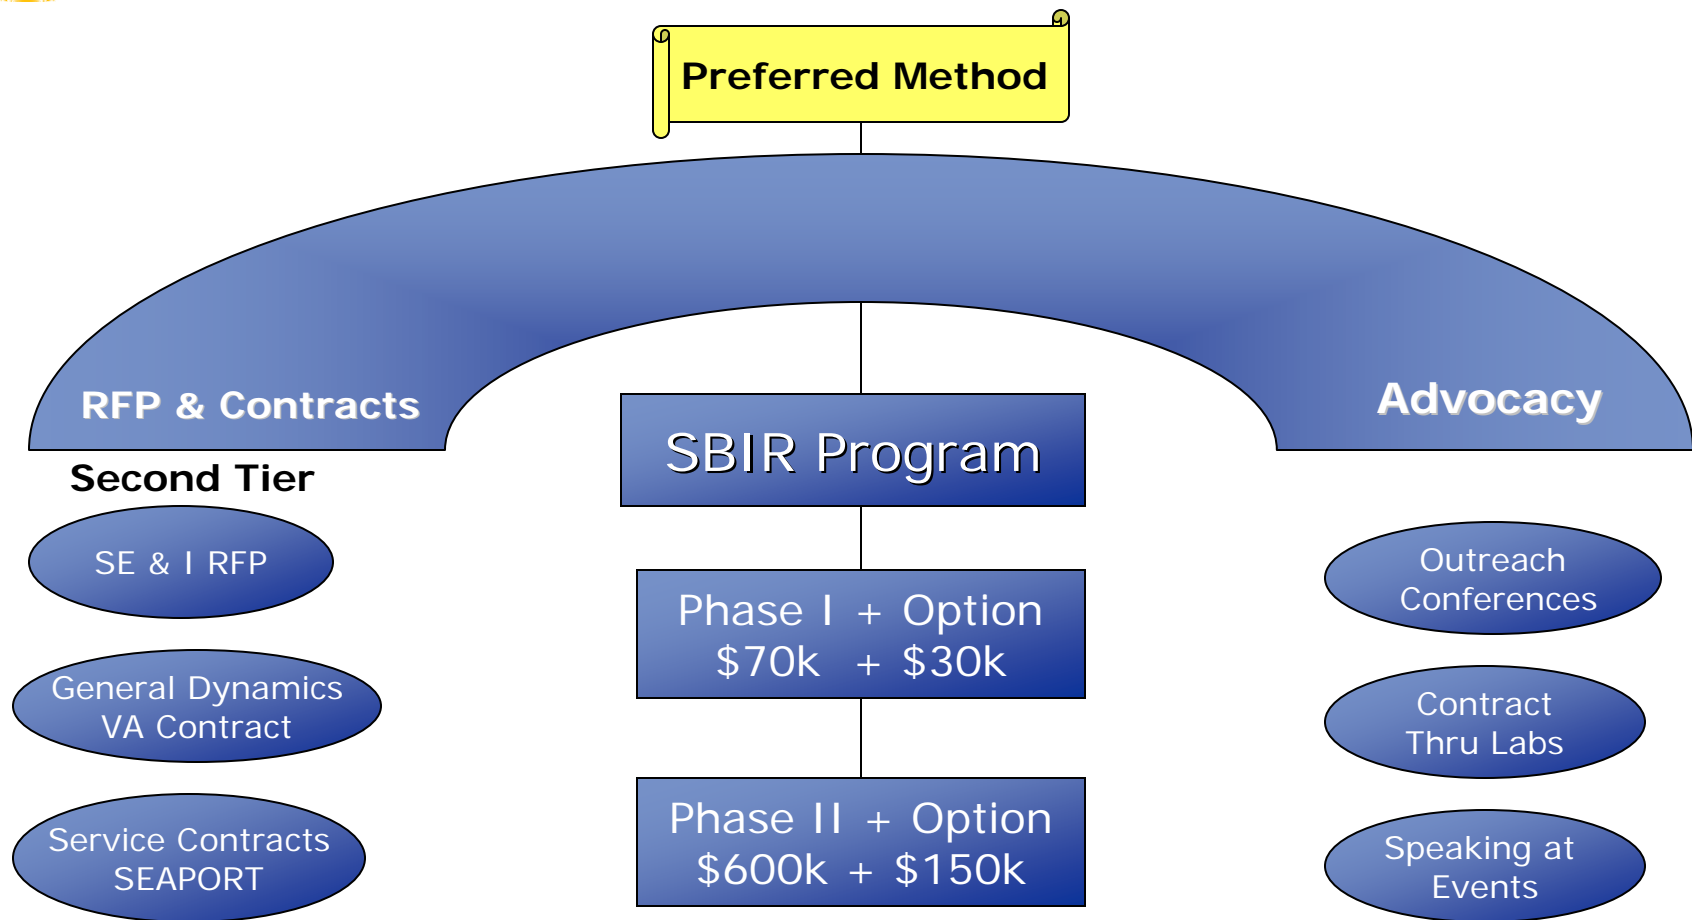 Preferred Method
RFP & Contracts
Advocacy
Second Tier
SE & I RFP
General Dynamics
VA Contract
Service Contracts
SEAPORT
SBIR Program
Phase I + Option
$70k + $30k
Phase II + Option
$600k + $150k
Outreach
Conferences
Contract
Thru Labs
Speaking at
Events